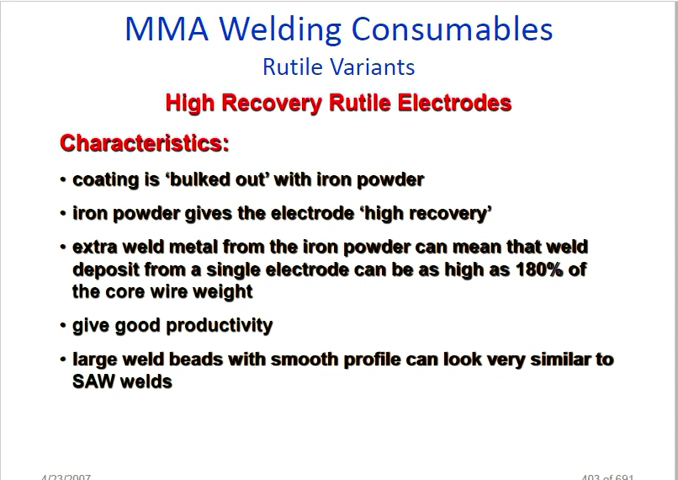 MMA Welding Consumables
Rutile Variants
High Recovery Rutile Electrodes
Characteristics:
• coating is ‘bulked out’ with iron powder
• iron powder gives the electrode ‘high recovery’
• extra weld metal from the iron powder can mean that weld
deposit from a single electrode can be as high as 180% of
the core wire weight
• give good productivity
• large weld beads with smooth profile can look very similar to
SAW welds
4/23/2007
403 of 691